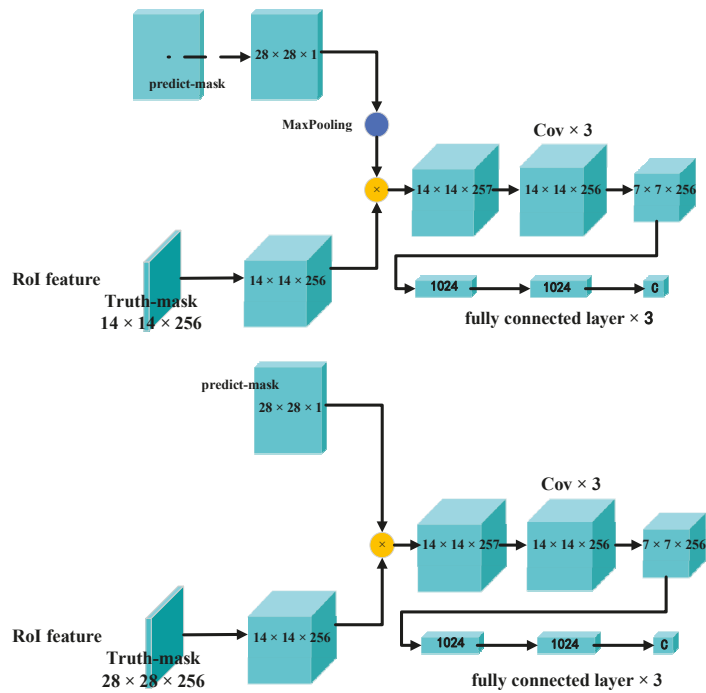 28 × 28 × 1
predict-mask
MaxPooling
Cov × 3
×
14 × 14 × 257
14 × 14 × 256
7 × 7 × 256
RoI feature
14 × 14 × 256
Truth-mask
14 × 14 × 256
1024
1024
C
fully connected layer × 3
predict-mask
28 × 28 × 1
Cov × 3
×
14 × 14 × 257
14 × 14 × 256
7 × 7 × 256
RoI feature
14 × 14 × 256
Truth-mask
28 × 28 × 256
1024
1024
C
fully connected layer × 3